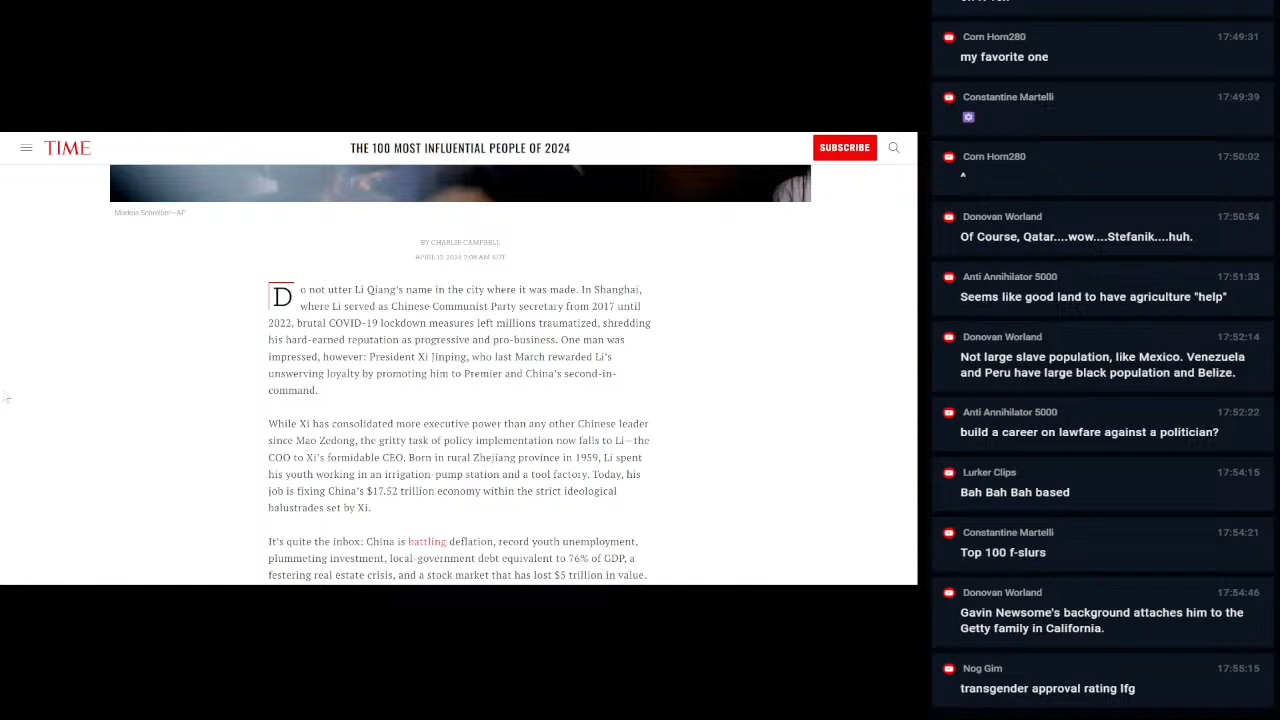 TIME
THE 100 MOST INFLUENTIAL PEOPLE OF 2024
SUBSCRIBE
Markus Schreiber—AP
BY CHARLIE CAMPBELL
APRIL 17, 2024 7:08 AM EDT
Do not utter Li Qiang's name in the city where it was made. In Shanghai,
where Li served as Chinese Communist Party secretary from 2017 until
2022, brutal COVID-19 lockdown measures left millions traumatized, shredding
his hard-earned reputation as progressive and pro-business. One man was
impressed, however: President Xi Jinping, who last March rewarded Li's
unswerving loyalty by promoting him to Premier and China's second-in-
command.
While Xi has consolidated more executive power than any other Chinese leader
since Mao Zedong, the gritty task of policy implementation now falls to Li—the
COO to Xi's formidable CEO. Born in rural Zhejiang province in 1959, Li spent
his youth working in an irrigation-pump station and a tool factory. Today, his
job is fixing China's $17.52 trillion economy within the strict ideological
balustrades set by Xi.
It's quite the inbox: China is battling deflation, record youth unemployment,
plummeting investment, local-government debt equivalent to 76% of GDP, a
festering real estate crisis, and a stock market that has lost $5 trillion in value.
Corn Horn280 17:49:31
my favorite one
Constantine Martelli 17:49:39
Corn Horn280 17:50:02
^
Donovan Worland 17:50:54
Of Course, Qatar....wow....Stefanik....huh.
Anti Annihilator 5000 17:51:33
Seems like good land to have agriculture "help"
Donovan Worland 17:52:14
Not large slave population, like Mexico. Venezuela
and Peru have large black population and Belize.
Anti Annihilator 5000 17:52:22
build a career on lawfare against a politician?
Lurker Clips 17:54:15
Bah Bah Bah based
Constantine Martelli 17:54:21
Top 100 f-slurs
Donovan Worland 17:54:46
Gavin Newsome's background attaches him to the
Getty family in California.
Nog Gim 17:55:15
transgender approval rating lfg